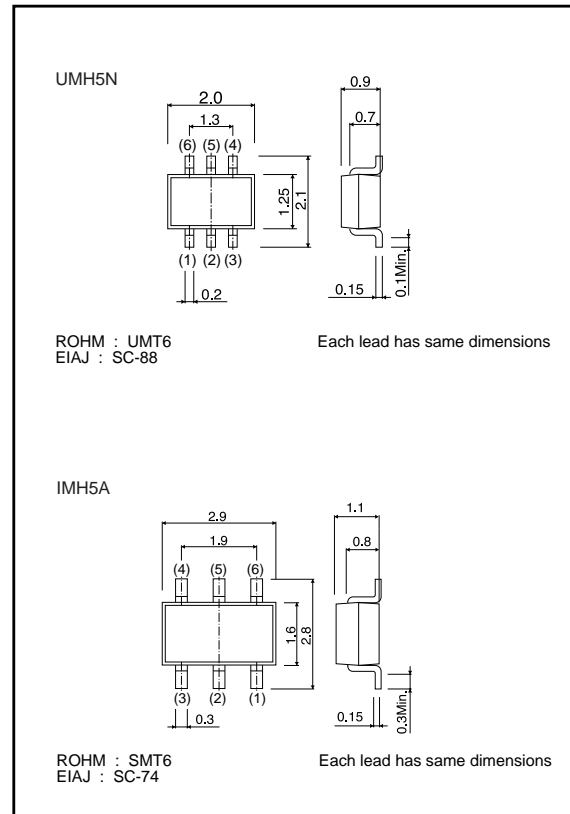 UMH5N
2.0
1.3
(6) (5) (4)
1.25
2.1
(1) (2) (3)
0.2
0.9
0.7
0.15
0.1Min.
ROHM : UMT6
EIAJ : SC-88
Each lead has same dimensions
IMH5A
2.9
1.9
(4) (5) (6)
1.6
2.8
(3) (2) (1)
0.3
1.1
0.8
0.15
0.3Min.
ROHM : SMT6
EIAJ : SC-74
Each lead has same dimensions